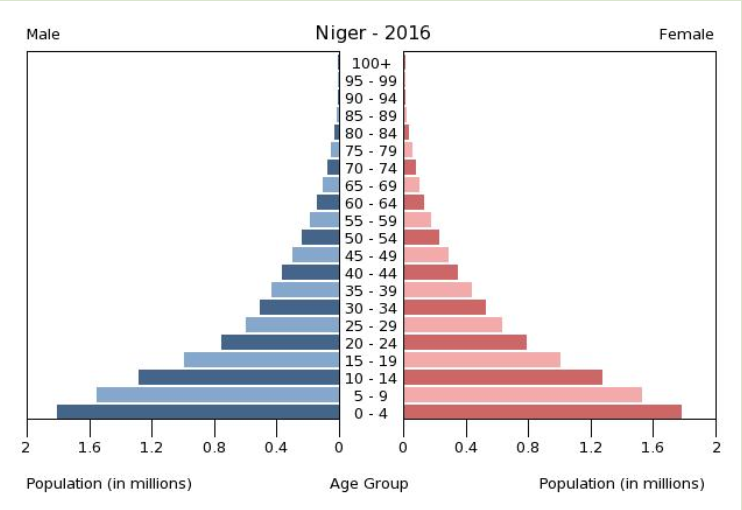 Male Niger - 2016 Female
100+
95 - 99
90 - 94
85 - 89
80 - 84
75 - 79
70 - 74
65 - 69
60 - 64
55 - 59
50 - 54
45 - 49
40 - 44
35 - 39
30 - 34
25 - 29
20 - 24
15 - 19
10 - 14
5 - 9
0 - 4
2 1.6 1.2 0.8 0.4 0 0 0.4 0.8 1.2 1.6 2
Population (in millions) Age Group Population (in millions)